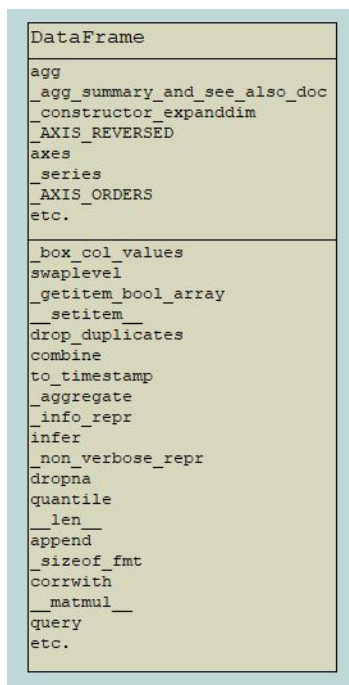 DataFrame
agg
_agg_summary_and_see_also_doc
_constructor_expanddim
_AXIS_REVERSED
axes
_series
_AXIS_ORDERS
etc.
_box_col_values
swaplevel
_getitem_bool_array
__setitem__
drop_duplicates
combine
to_timestamp
_aggregate
_info_repr
infer
_non_verbose_repr
dropna
quantile
__len__
append
_sizeof_fmt
corrwith
__matmul__
query
etc.